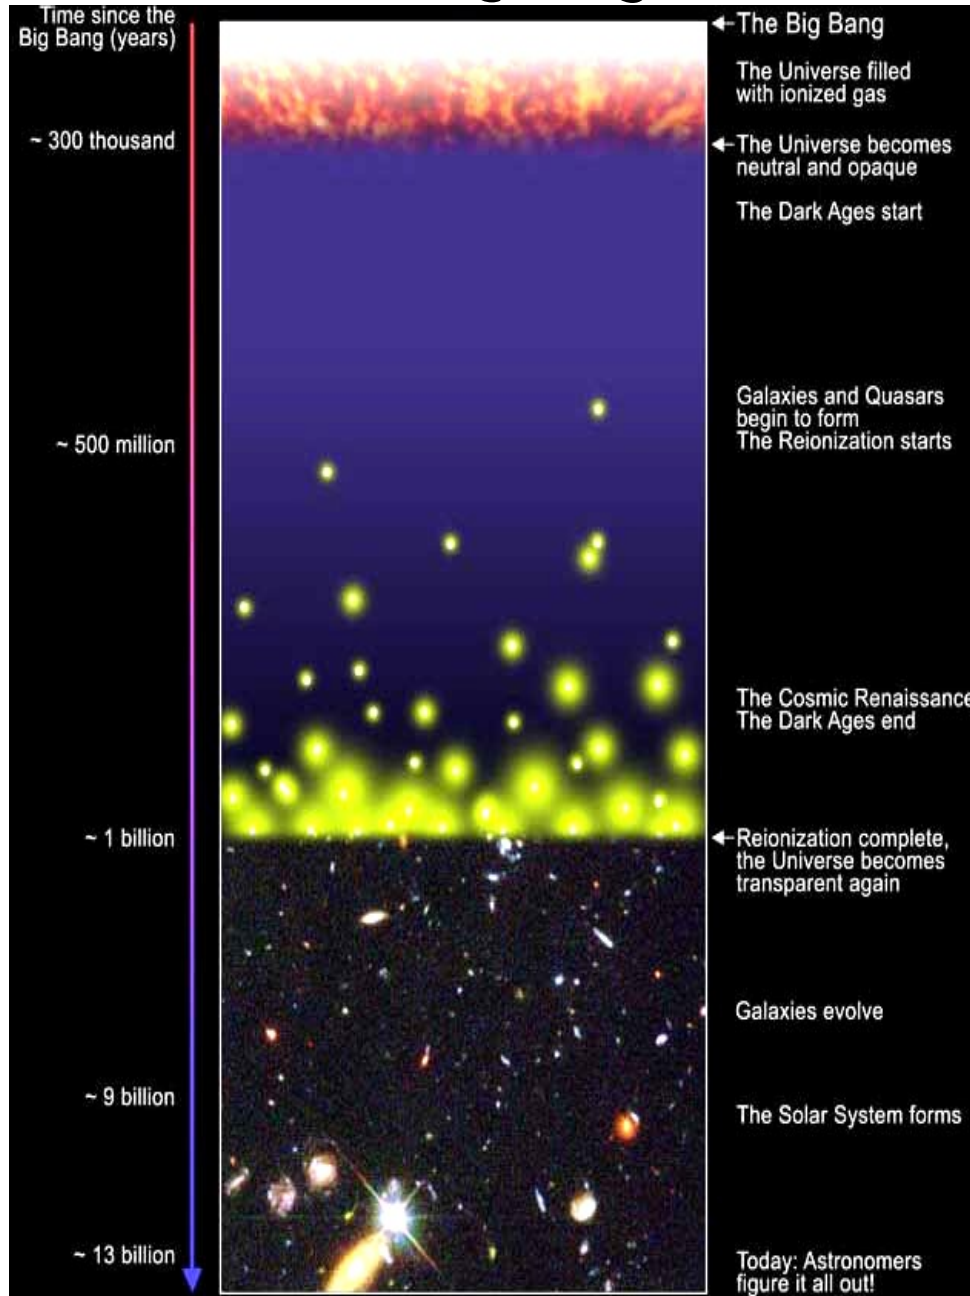 Time since the
Big Bang (years)
The Big Bang
The Universe filled
with ionized gas
~ 300 thousand
The Universe becomes
neutral and opaque
The Dark Ages start
Galaxies and Quasars
begin to form
~ 500 million
The Reionization starts
The Cosmic Renaissance
The Dark Ages end
~ 1 billion
Reionization complete,
the Universe becomes
transparent again
Galaxies evolve
~ 9 billion
The Solar System forms
~ 13 billion
Today: Astronomers
figure it all out!